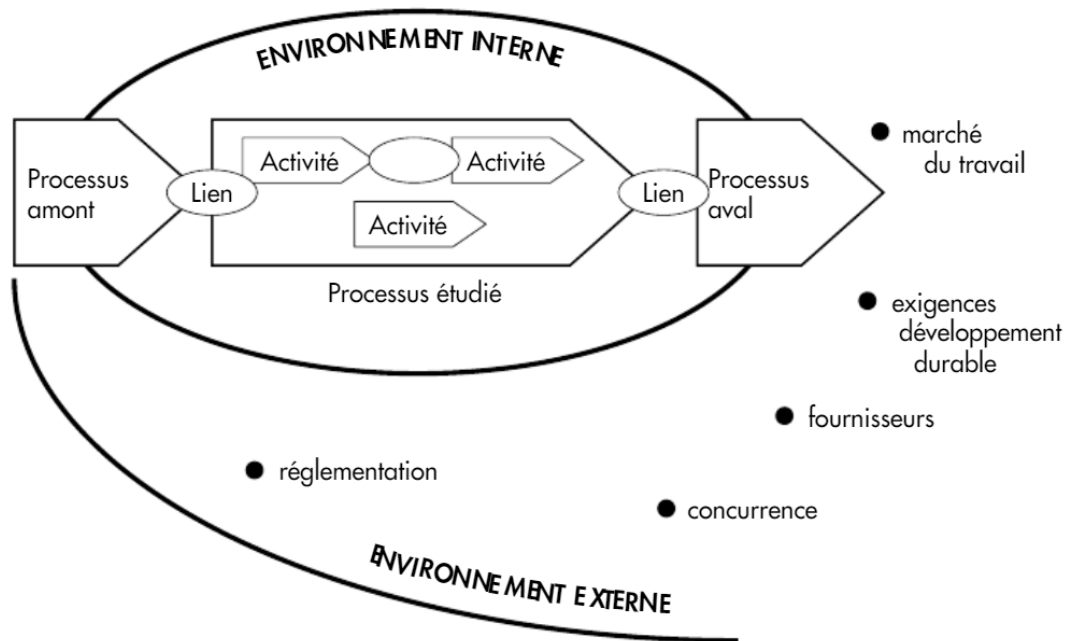 ENVIRONNEMENT INTERNE
Processus
amont
Lien
Activité
Activité
Activité
Lien
Processus
aval
Processus étudié
marché
du travail
exigences
développement
durable
fournisseurs
réglementation
concurrence
ENVIRONNEMENT EXTERNE